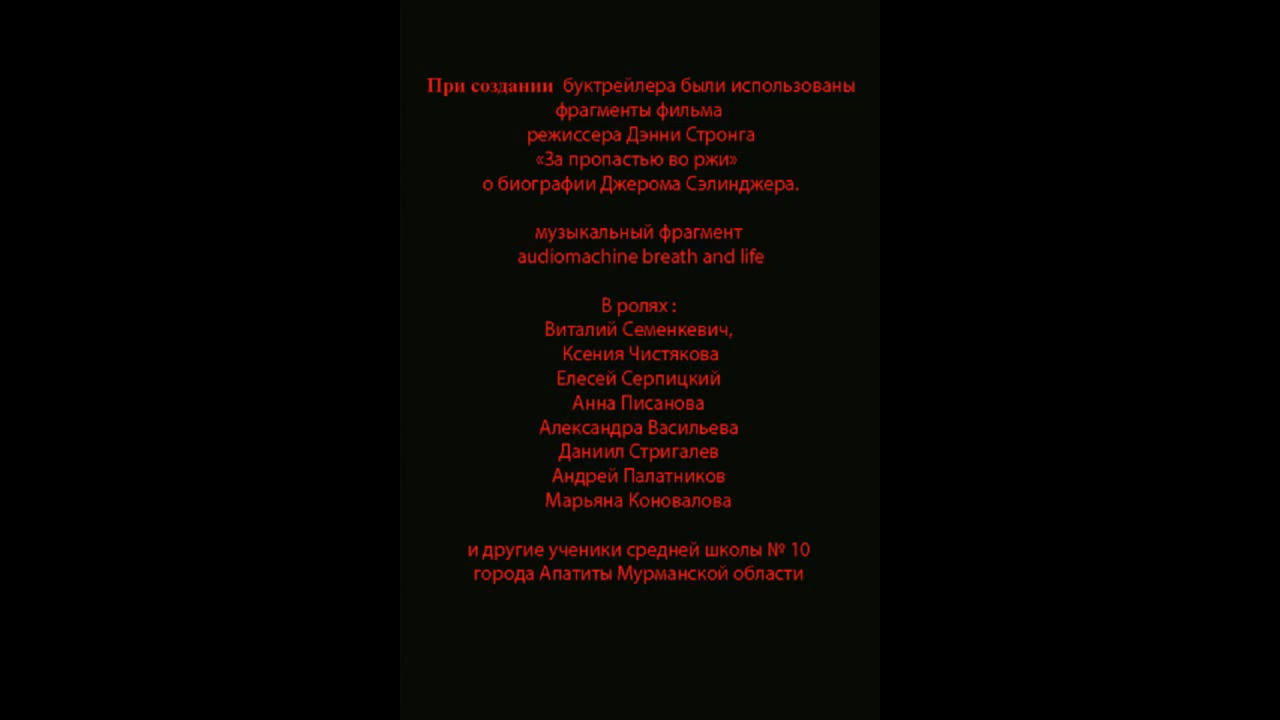 При создании буктрейлера были использованы
фрагменты фильма
режиссера Дэнни Стронга
«За пропастью во ржи»
о биографии Джерома Сэлинджера.
музыкальный фрагмент
audiomachine breath and life
В ролях :
Виталий Семенкевич,
Ксения Чистякова
Елесей Серпицкий
Анна Писанова
Александра Васильева
Даниил Стригалев
Андрей Палатников
Марьяна Коновалова
и другие ученики средней школы № 10
города Апатиты Мурманской области